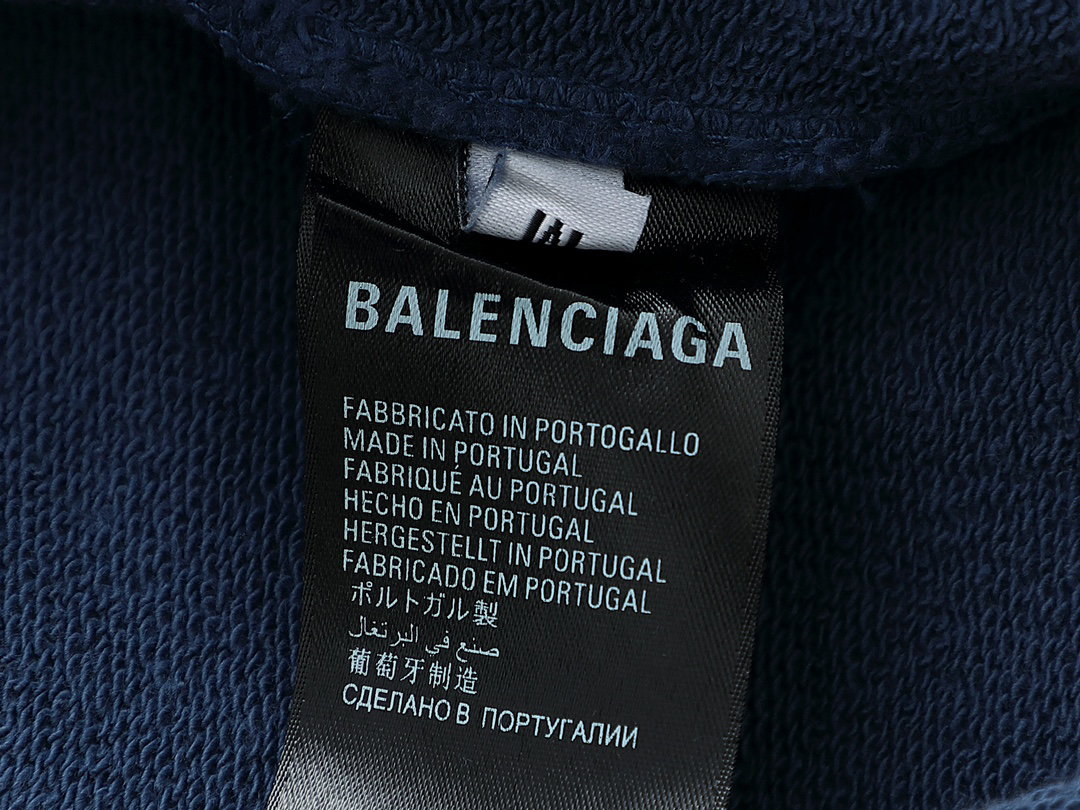 BALENCIAGA
FABBRICATO IN PORTOGALLO
MADE IN PORTUGAL
FABRIQUÉ AU PORTUGAL
HECHO EN PORTUGAL
HERGESTELLT IN PORTUGAL
FABRICADO EM PORTUGAL
ポルトガル製
صنع في البرتغال
葡萄牙制造
СДЕЛАНО В ПОРТУГАЛИИ